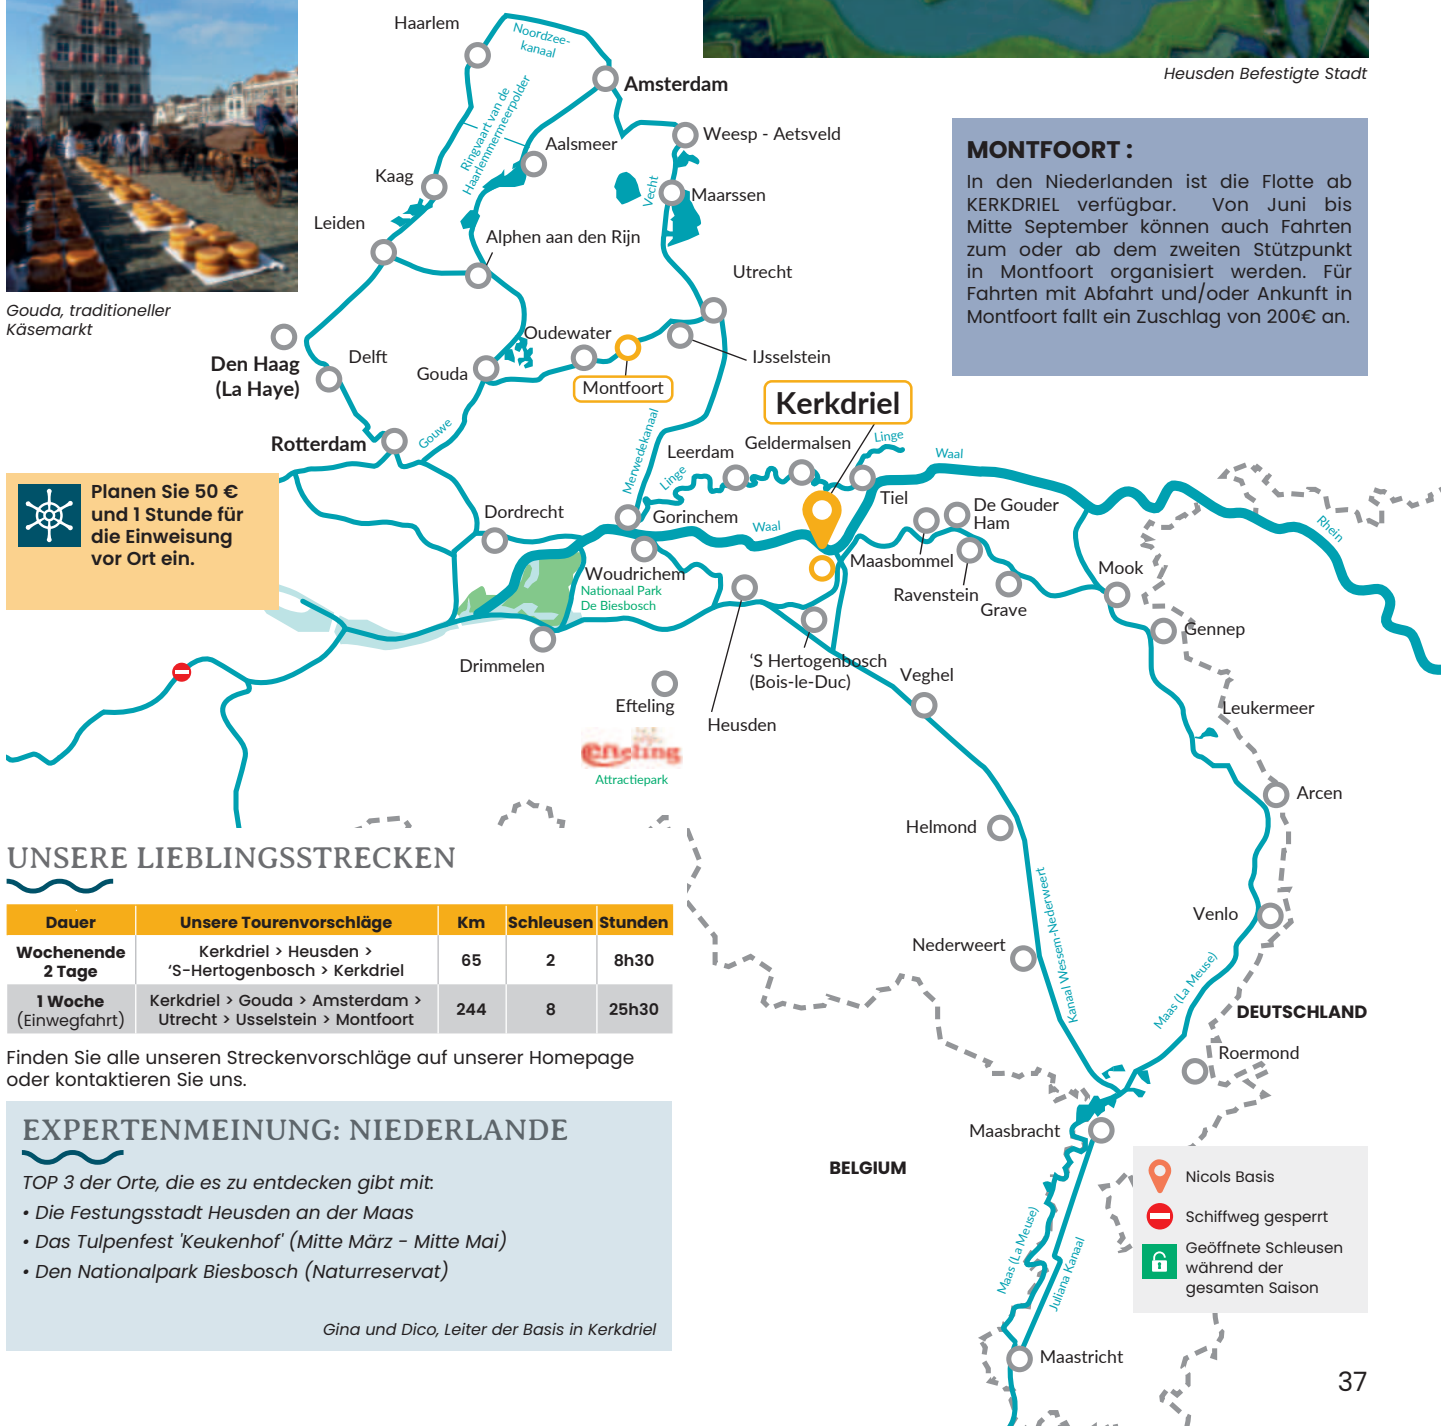 Heusden Befestigte Stadt
Gouda, traditioneller
Käsemarkt
MONTFOORT :
In den Niederlanden ist die Flotte ab
KERKDRIEL verfügbar. Von Juni bis
Mitte September können auch Fahrten
zum oder ab dem zweiten Stützpunkt
in Montfoort organisiert werden. Für
Fahrten mit Abfahrt und/oder Ankunft in
Montfoort fallt ein Zuschlag von 200€ an.
Haarlem
Noordzee-
kanaal
Amsterdam
Ringvaart van de
Haarlemmermeerpolder
Aalsmeer
Weesp - Aetsveld
Kaag
Vecht
Maarssen
Leiden
Alphen aan den Rijn
Utrecht
Oudewater
Den Haag
(La Haye)
Delft
Gouda
IJsselstein
Montfoort
Kerkdriel
Rotterdam
Gouwe
Merwedekanaal
Leerdam
Geldermalsen
Linge
Linge
Waal
Planen Sie 50 €
und 1 Stunde für
die Einweisung
vor Ort ein.
Dordrecht
Gorinchem
Waal
Tiel
De Gouder
Ham
Rhein
Woudrichem
Nationaal Park
De Biesbosch
Maasbommel
Ravenstein
Grave
Mook
Gennep
Drimmelen
'S Hertogenbosch
(Bois-le-Duc)
Veghel
Efteling
Heusden
Leukermeer
Efteling
Attractiepark
Arcen
Helmond
Kanaal Wessem-Nederweert
Venlo
Nederweert
Maas (La Meuse)
DEUTSCHLAND
Roermond
Maasbracht
BELGIUM
Maas (La Meuse)
Juliana Kanaal
Maastricht
UNSERE LIEBLINGSSTRECKEN
Dauer Unsere Tourenvorschläge Km Schleusen Stunden
Wochenende
2 Tage
Kerkdriel > Heusden >
'S-Hertogenbosch > Kerkdriel
65 2 8h30
1 Woche
(Einwegfahrt)
Kerkdriel > Gouda > Amsterdam >
Utrecht > Usselstein > Montfoort
244 8 25h30
Finden Sie alle unseren Streckenvorschläge auf unserer Homepage
oder kontaktieren Sie uns.
EXPERTENMEINUNG: NIEDERLANDE
TOP 3 der Orte, die es zu entdecken gibt mit:
• Die Festungsstadt Heusden an der Maas
• Das Tulpenfest 'Keukenhof' (Mitte März - Mitte Mai)
• Den Nationalpark Biesbosch (Naturreservat)
Gina und Dico, Leiter der Basis in Kerkdriel
Nicols Basis
Schiffweg gesperrt
Geöffnete Schleusen
während der
gesamten Saison
37